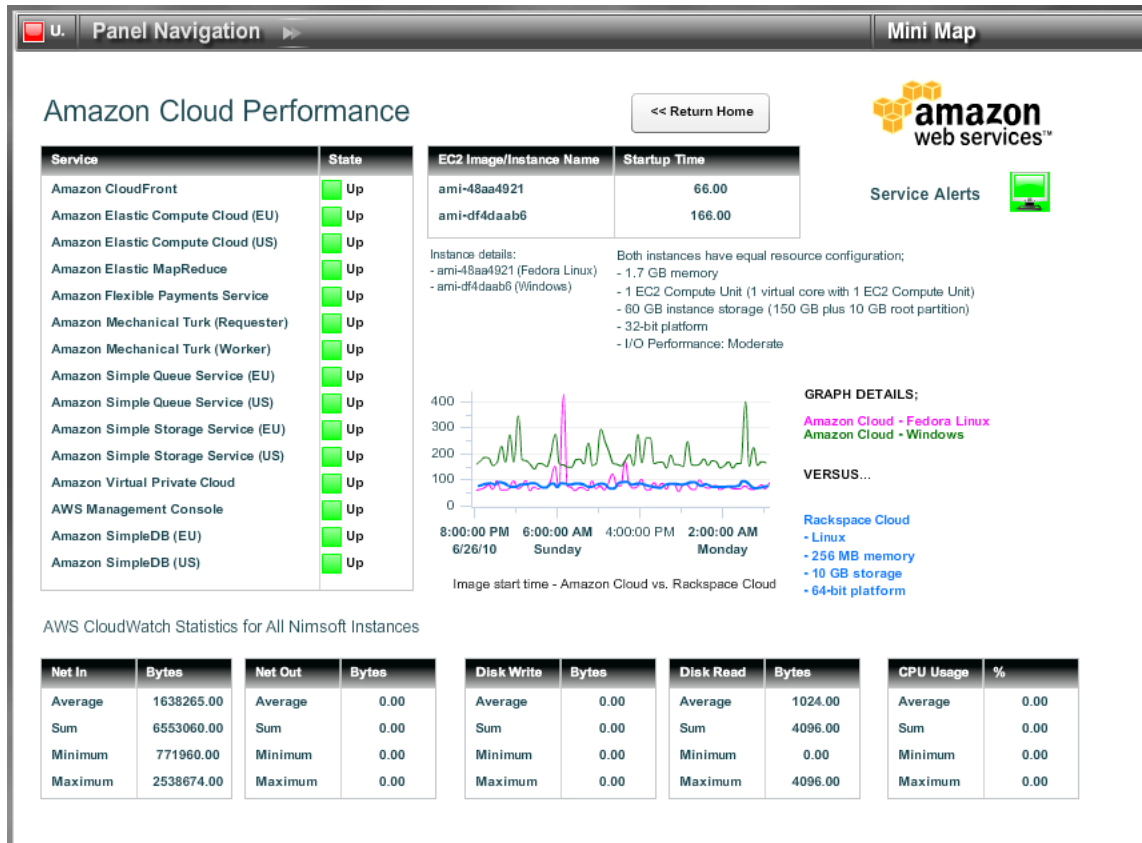 U.
Panel Navigation
Mini Map
Amazon Cloud Performance
<< Return Home
amazon
web services™
Service Alerts
Service State
Amazon CloudFront Up
Amazon Elastic Compute Cloud (EU) Up
Amazon Elastic Compute Cloud (US) Up
Amazon Elastic MapReduce Up
Amazon Flexible Payments Service Up
Amazon Mechanical Turk (Requester) Up
Amazon Mechanical Turk (Worker) Up
Amazon Simple Queue Service (EU) Up
Amazon Simple Queue Service (US) Up
Amazon Simple Storage Service (EU) Up
Amazon Simple Storage Service (US) Up
Amazon Virtual Private Cloud Up
AWS Management Console Up
Amazon SimpleDB (EU) Up
Amazon SimpleDB (US) Up
EC2 Image/Instance Name Startup Time
ami-48aa4921 66.00
ami-df4daab6 166.00
Instance details:
- ami-48aa4921 (Fedora Linux)
- ami-df4daab6 (Windows)
Both instances have equal resource configuration;
- 1.7 GB memory
- 1 EC2 Compute Unit (1 virtual core with 1 EC2 Compute Unit)
- 60 GB instance storage (150 GB plus 10 GB root partition)
- 32-bit platform
- I/O Performance: Moderate
400
300
200
100
0
8:00:00 PM 6:00:00 AM 4:00:00 PM 2:00:00 AM
6/26/10 Sunday Monday
Image start time - Amazon Cloud vs. Rackspace Cloud
GRAPH DETAILS;
Amazon Cloud - Fedora Linux
Amazon Cloud - Windows
VERSUS...
Rackspace Cloud
- Linux
- 256 MB memory
- 10 GB storage
- 64-bit platform
AWS CloudWatch Statistics for All Nimsoft Instances
Net In Bytes
Average 1638265.00
Sum 6553060.00
Minimum 771960.00
Maximum 2538674.00
Net Out Bytes
Average 0.00
Sum 0.00
Minimum 0.00
Maximum 0.00
Disk Write Bytes
Average 0.00
Sum 0.00
Minimum 0.00
Maximum 0.00
Disk Read Bytes
Average 1024.00
Sum 4096.00
Minimum 0.00
Maximum 4096.00
CPU Usage %
Average 0.00
Sum 0.00
Minimum 0.00
Maximum 0.00